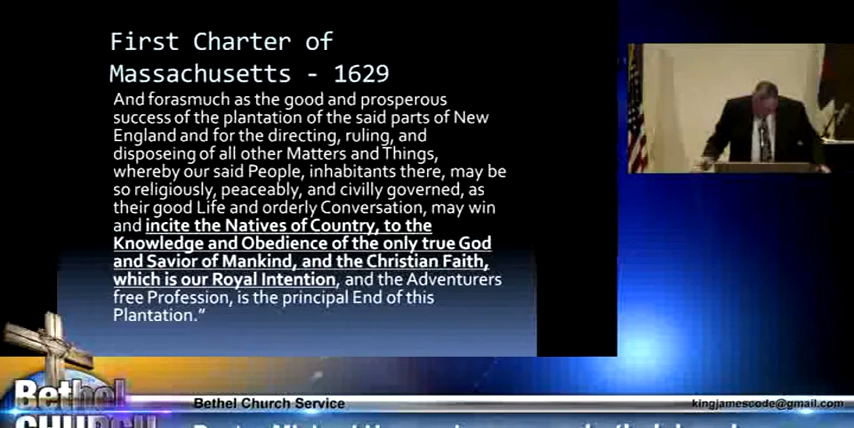 First Charter of
Massachusetts - 1629
And forasmuch as the good and prosperous
success of the plantation of the said parts of New
England and for the directing, ruling, and
disposeing of all other Matters and Things,
whereby our said People, inhabitants there, may be
so religiously, peaceably, and civilly governed, as
their good Life and orderly Conversation, may win
and incite the Natives of Country, to the
Knowledge and Obedience of the only true God
and Savior of Mankind, and the Christian Faith,
which is our Royal Intention, and the Adventurers
free Profession, is the principal End of this
Plantation.”
Bethel
CHURCH
Bethel Church Service
kingjamescode@gmail.com